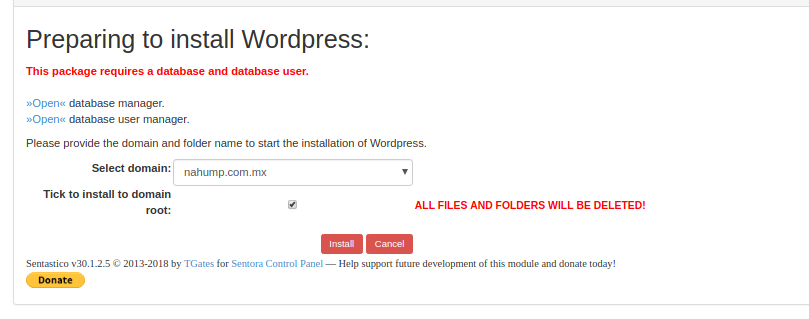 Preparing to install Wordpress:
This package requires a database and database user.
»Open« database manager.
»Open« database user manager.
Please provide the domain and folder name to start the installation of Wordpress.
Select domain: nahump.com.mx
Tick to install to domain
root: ALL FILES AND FOLDERS WILL BE DELETED!
Install Cancel
Sentastico v30.1.2.5 © 2013-2018 by TGates for Sentora Control Panel — Help support future development of this module and donate today!
Donate